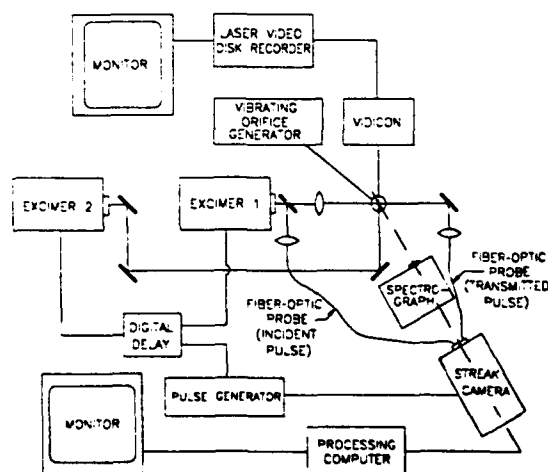 MONITOR
LASER VIDEO
DISK RECORDER
VIBRATING
ORIFICE
GENERATOR
VIDICON
EXCIMER 2
EXCIMER 1
FIBER-OPTIC
PROBE
(TRANSMITTED
PULSE)
SPECTRO-
GRAPH
FIBER-OPTIC
PROBE
(INCIDENT
PULSE)
DIGITAL
DELAY
STREAK
CAMERA
PULSE GENERATOR
MONITOR
PROCESSING
COMPUTER